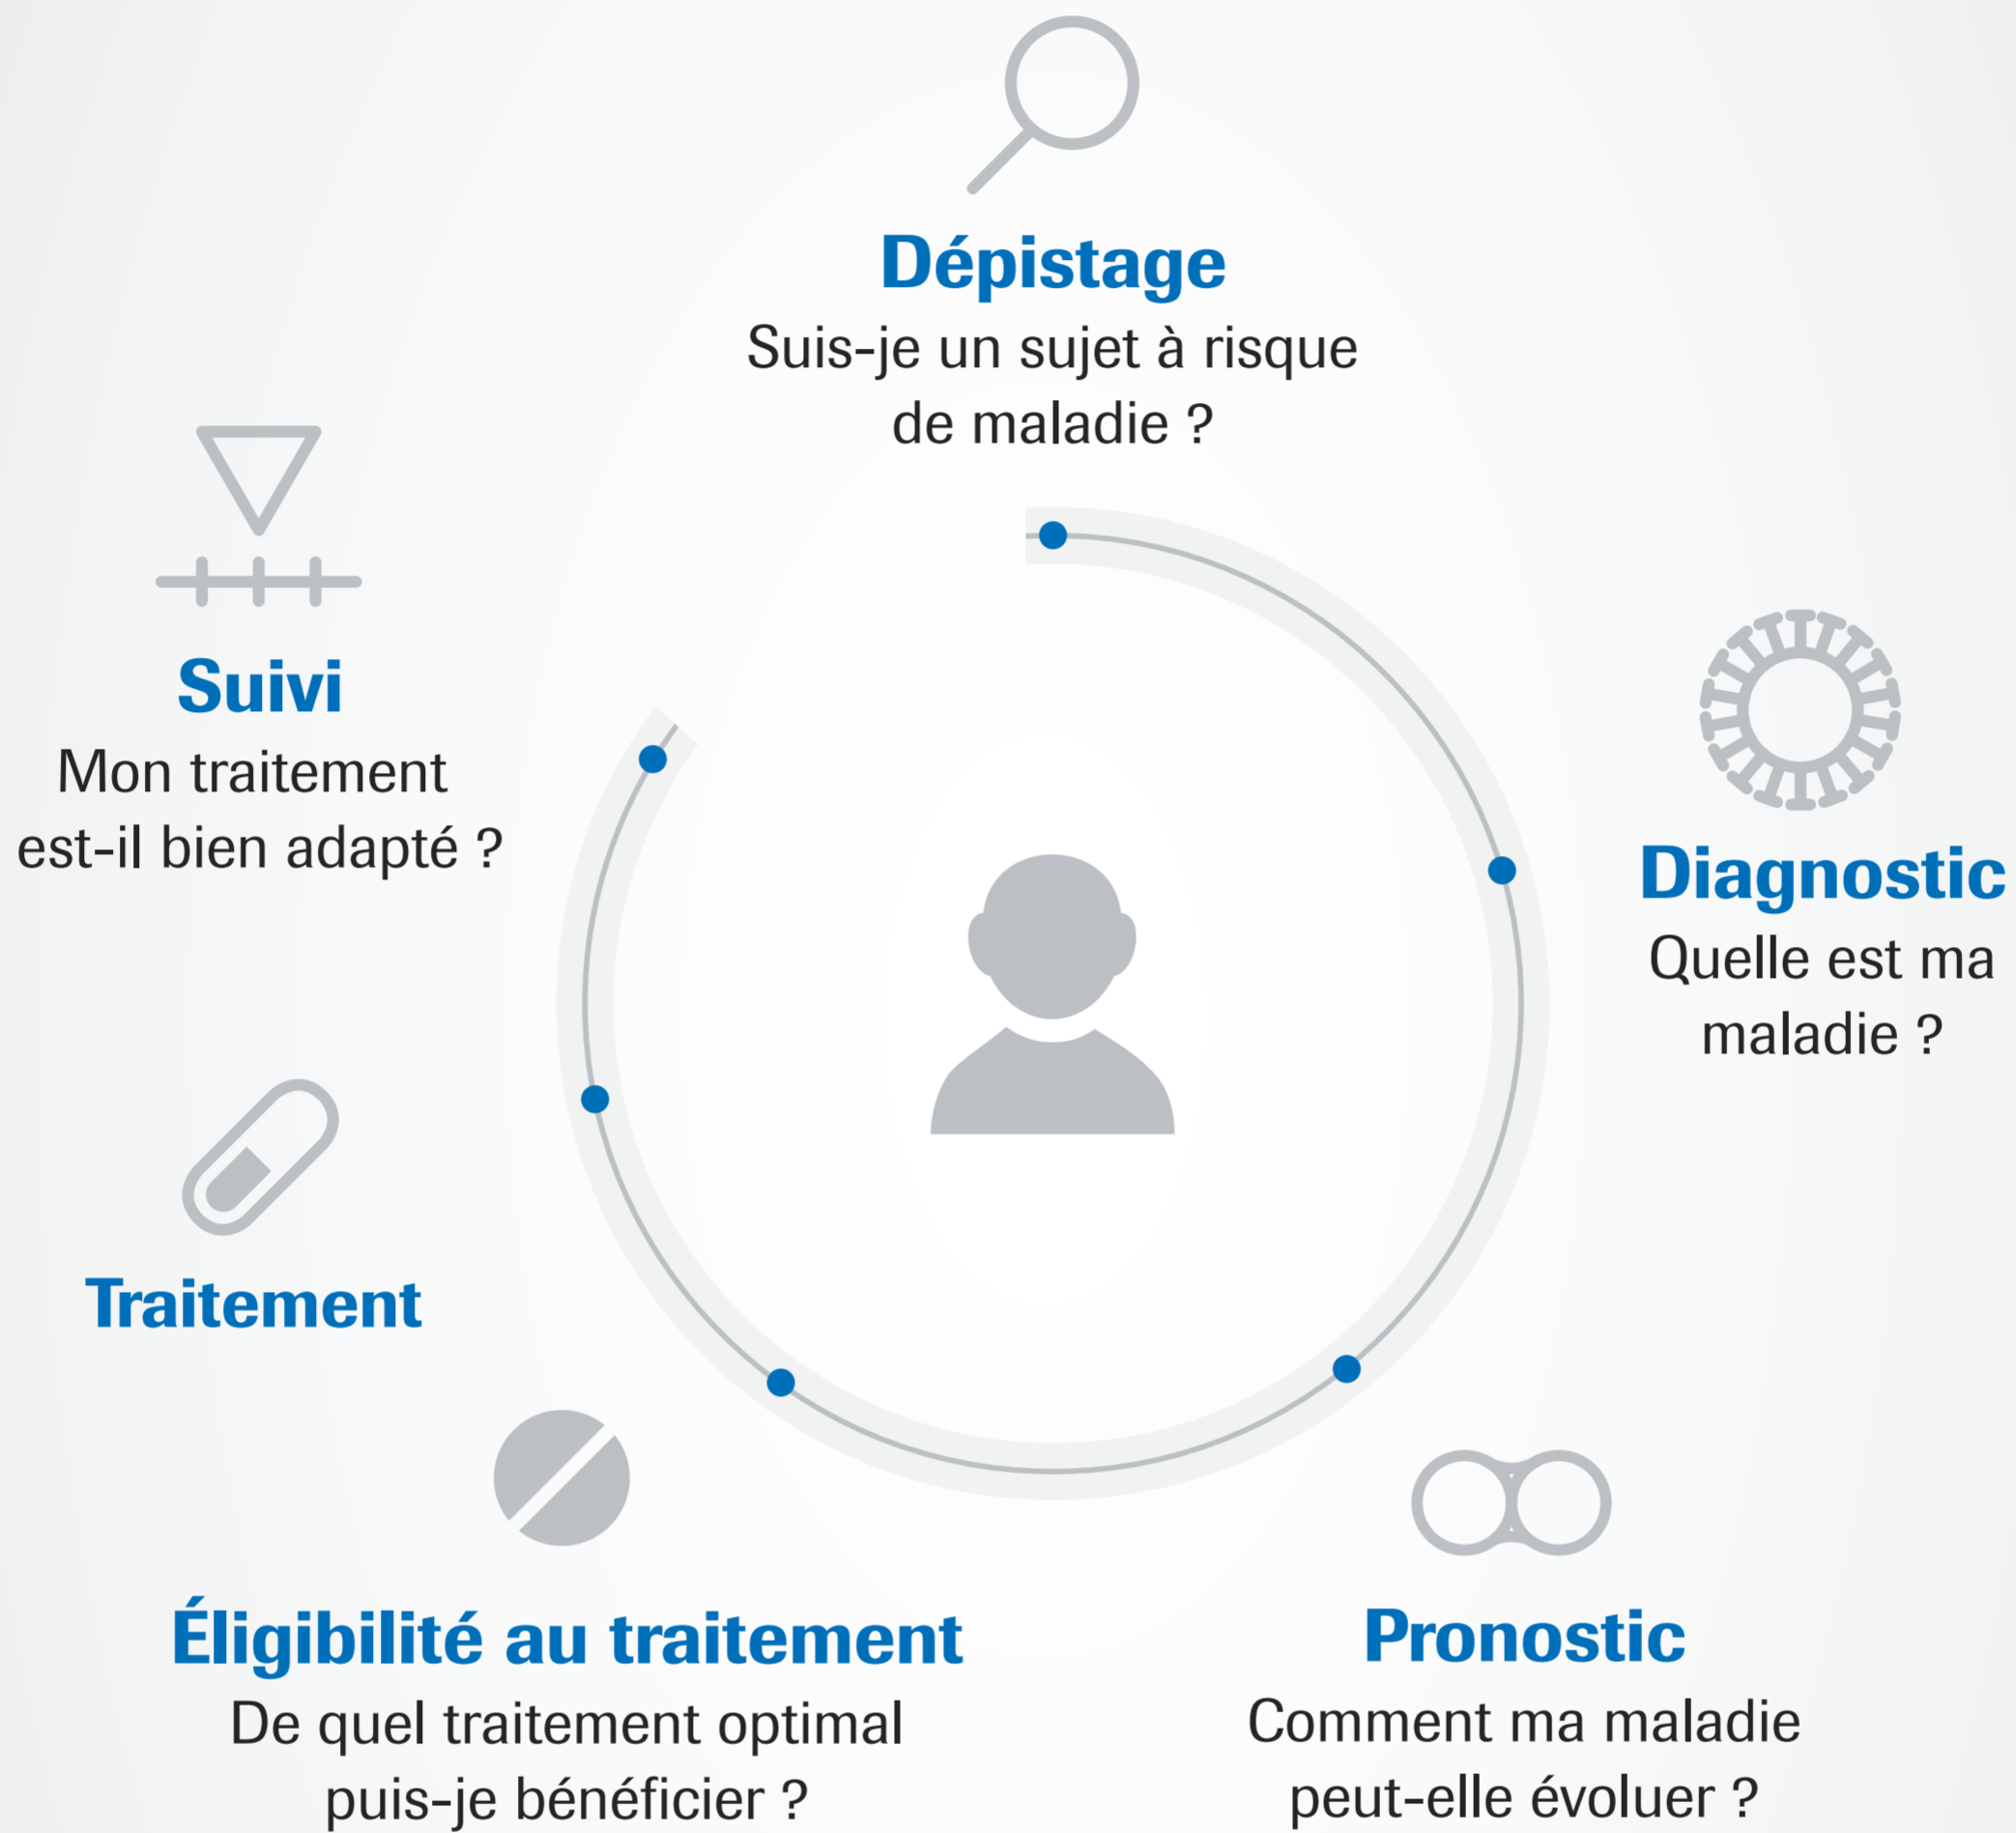 Dépistage
Suis-je un sujet à risque
de maladie ?
Diagnostic
Quelle est ma
maladie ?
Pronostic
Comment ma maladie
peut-elle évoluer ?
Éligibilité au traitement
De quel traitement optimal
puis-je bénéficier ?
Traitement
Suivi
Mon traitement
est-il bien adapté ?